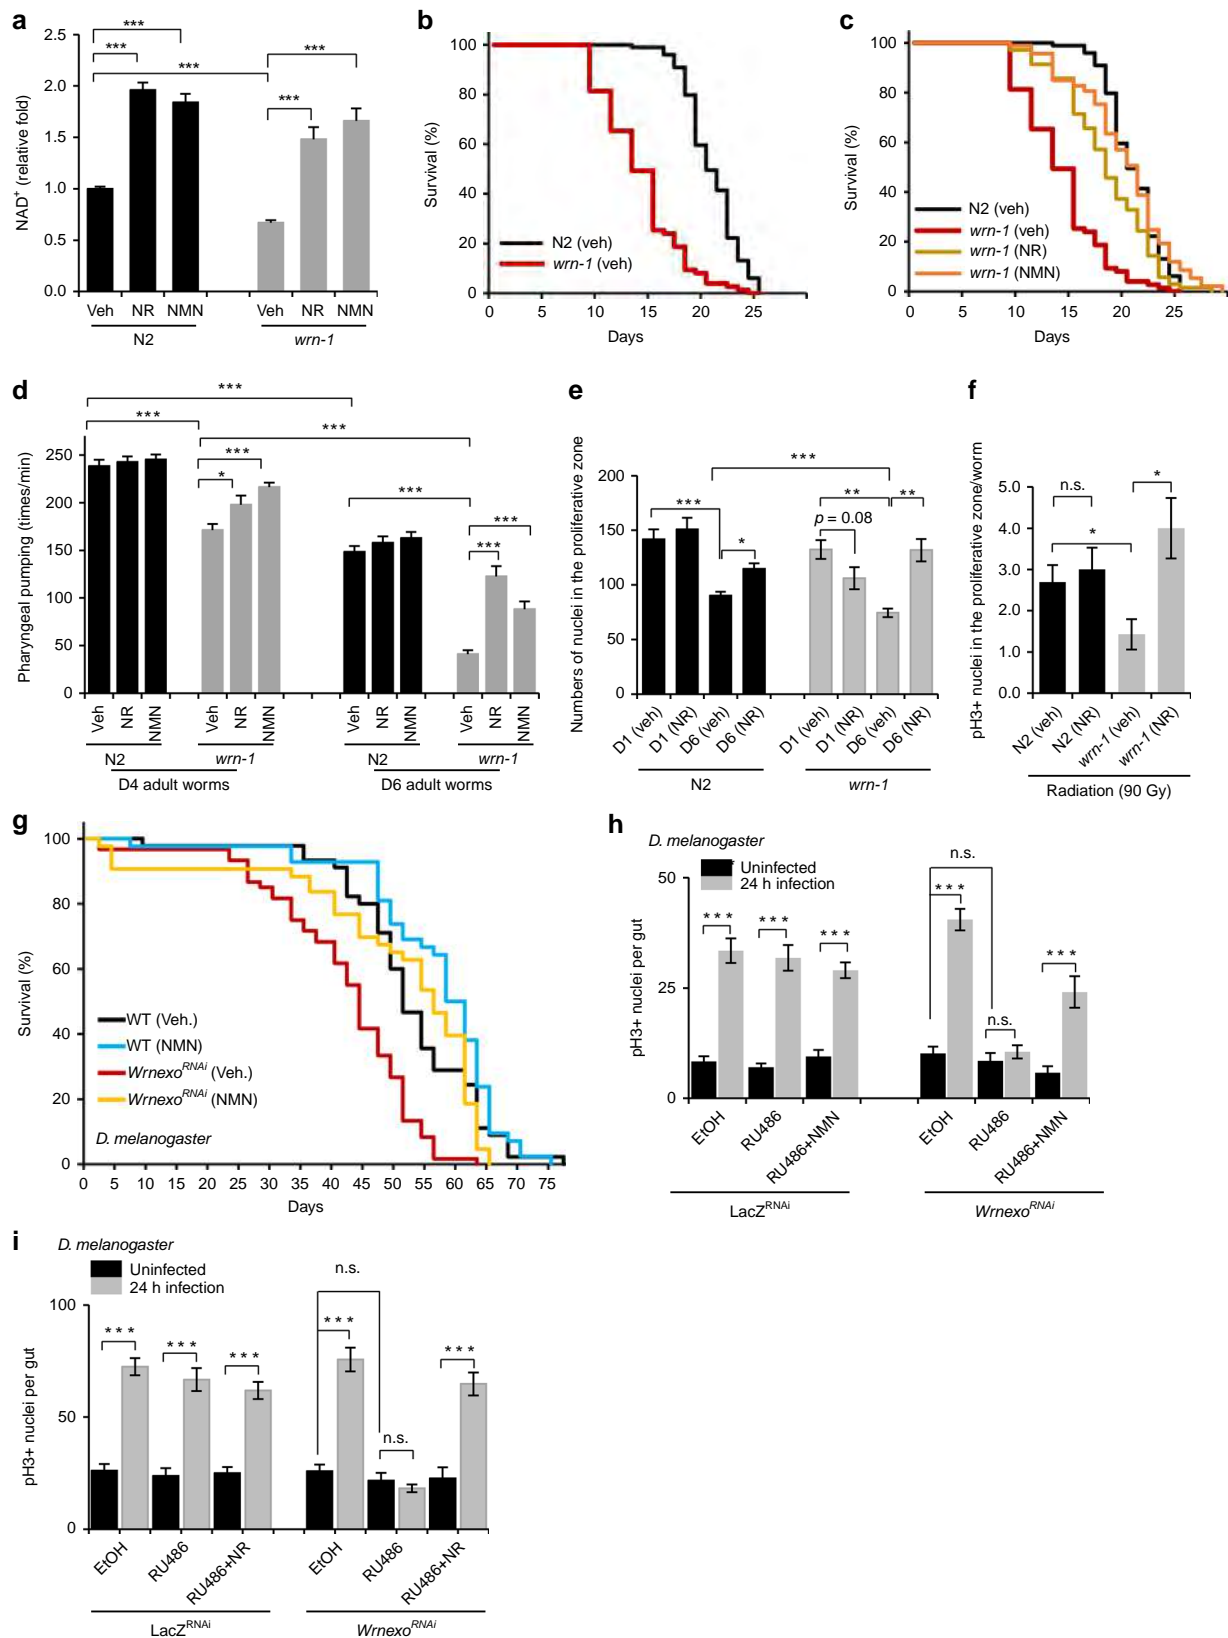 a
NAD+ (relative fold)
2.5
2.0
1.5
1.0
0.5
0.0
***
***
***
***
***
Veh NR NMN Veh NR NMN
N2 wrn-1
b
Survival (%)
100
80
60
40
20
0
N2 (veh)
wrn-1 (veh)
0 5 10 15 20 25
Days
c
Survival (%)
100
80
60
40
20
0
N2 (veh)
wrn-1 (veh)
wrn-1 (NR)
wrn-1 (NMN)
0 5 10 15 20 25
Days
d
Pharyngeal pumping (times/min)
250
200
150
100
50
0
***
***
***
***
*
***
***
***
Veh NR NMN Veh NR NMN Veh NR NMN Veh NR NMN
N2 wrn-1 N2 wrn-1
D4 adult worms D6 adult worms
e
Numbers of nuclei in the proliferative zone
200
150
100
50
0
***
*** ** **
p = 0.08
*
D1 (veh) D1 (NR) D6 (veh) D6 (NR) D1 (veh) D1 (NR) D6 (veh) D6 (NR)
N2 wrn-1
f
pH3+ nuclei in the proliferative zone/worm
5.0
4.0
3.0
2.0
1.0
0.0
n.s. *
*
N2 (veh) N2 (NR) wrn-1 (veh) wrn-1 (NR)
Radiation (90 Gy)
g
Survival (%)
100
80
60
40
20
0
WT (Veh.)
WT (NMN)
Wrnexo^RNAi (Veh.)
Wrnexo^RNAi (NMN)
D. melanogaster
0 5 10 15 20 25 30 35 40 45 50 55 60 65 70 75
Days
h
D. melanogaster
Uninfected
24 h infection
pH3+ nuclei per gut
50
25
0
*** *** ***
n.s.
***
n.s.
***
EtOH RU486 RU486+NMN EtOH RU486 RU486+NMN
LacZ^RNAi Wrnexo^RNAi
i
D. melanogaster
Uninfected
24 h infection
pH3+ nuclei per gut
100
50
0
*** *** ***
n.s.
***
n.s.
***
EtOH RU486 RU486+NR EtOH RU486 RU486+NR
LacZ^RNAi Wrnexo^RNAi